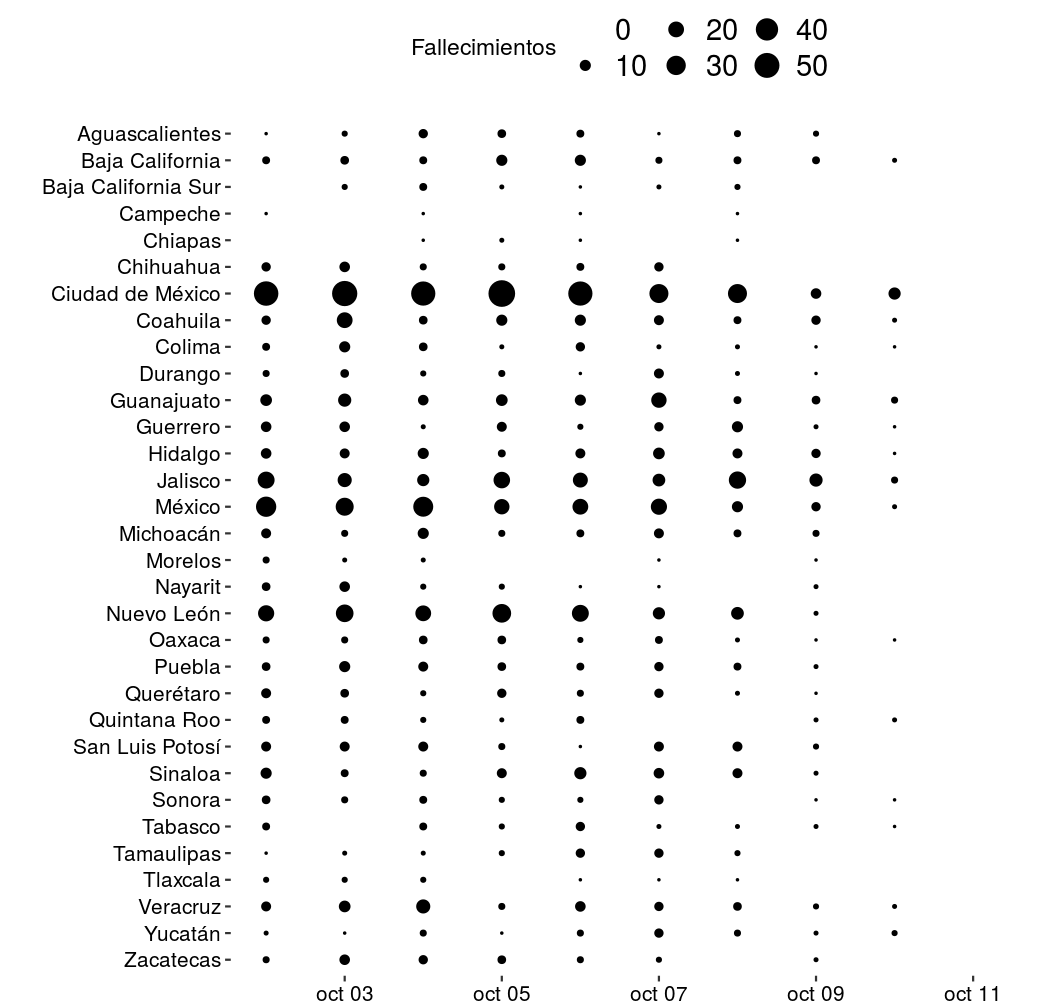 Fallecimientos
0 20 40
10 30 50
Aguascalientes
Baja California
Baja California Sur
Campeche
Chiapas
Chihuahua
Ciudad de México
Coahuila
Colima
Durango
Guanajuato
Guerrero
Hidalgo
Jalisco
México
Michoacán
Morelos
Nayarit
Nuevo León
Oaxaca
Puebla
Querétaro
Quintana Roo
San Luis Potosí
Sinaloa
Sonora
Tabasco
Tamaulipas
Tlaxcala
Veracruz
Yucatán
Zacatecas
oct 03 oct 05 oct 07 oct 09 oct 11